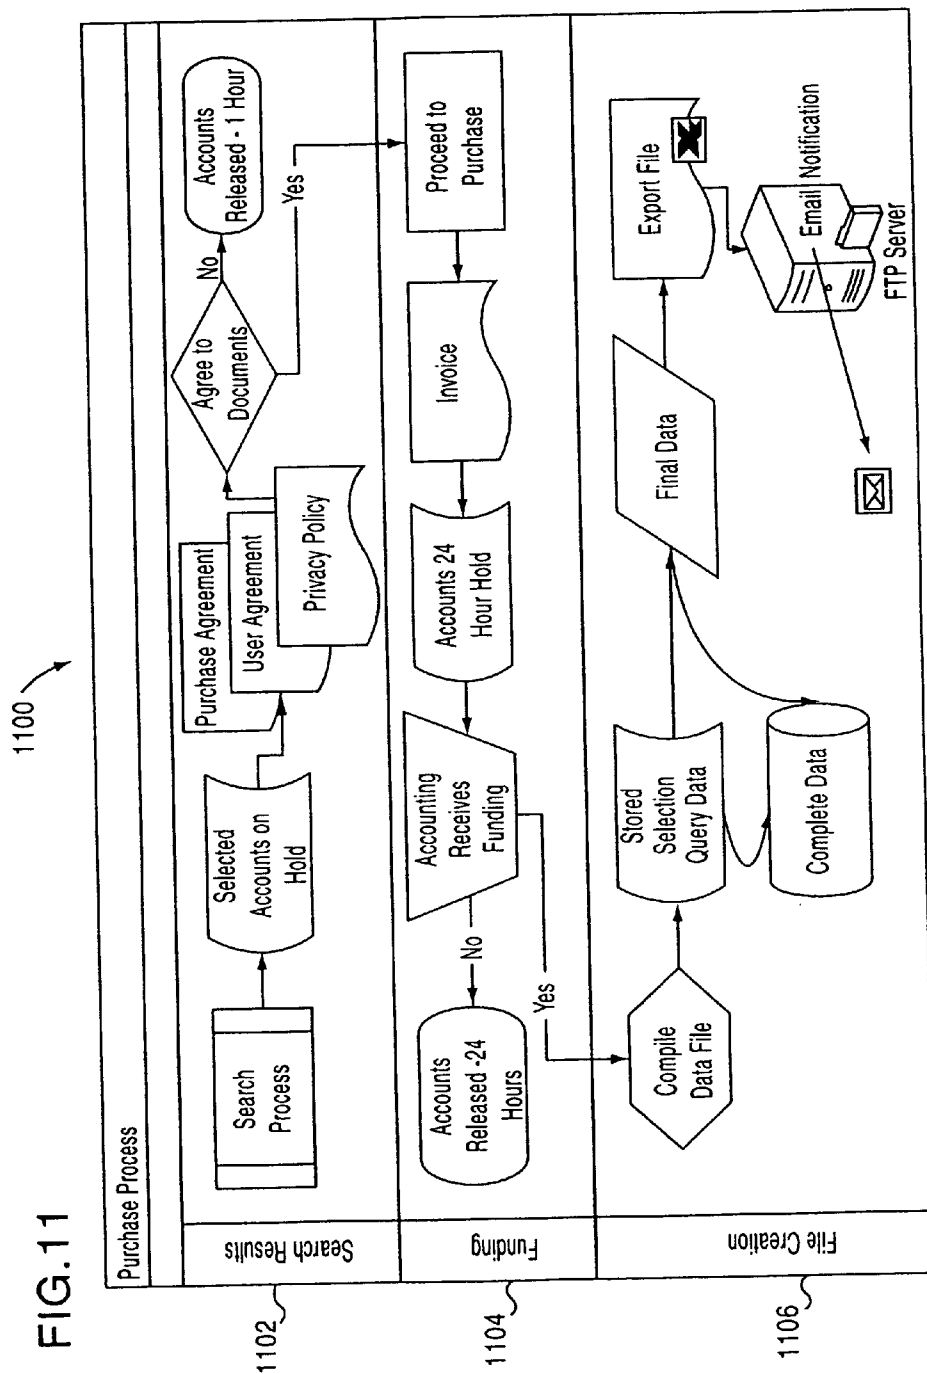 FIG.11
1100
Purchase Process
1102
Search Results
Search
Process
Selected
Accounts on
Hold
Purchase Agreement
User Agreement
Privacy Policy
Agree to
Documents
No
Accounts
Released - 1 Hour
Yes
1104
Funding
Proceed to
Purchase
Invoice
Accounts 24
Hour Hold
Accounting
Receives
Funding
No
Accounts
Released -24
Hours
Yes
1106
File Creation
Compile
Data File
Stored
Selection
Query Data
Complete Data
Final Data
Export File
Email Notification
FTP Server